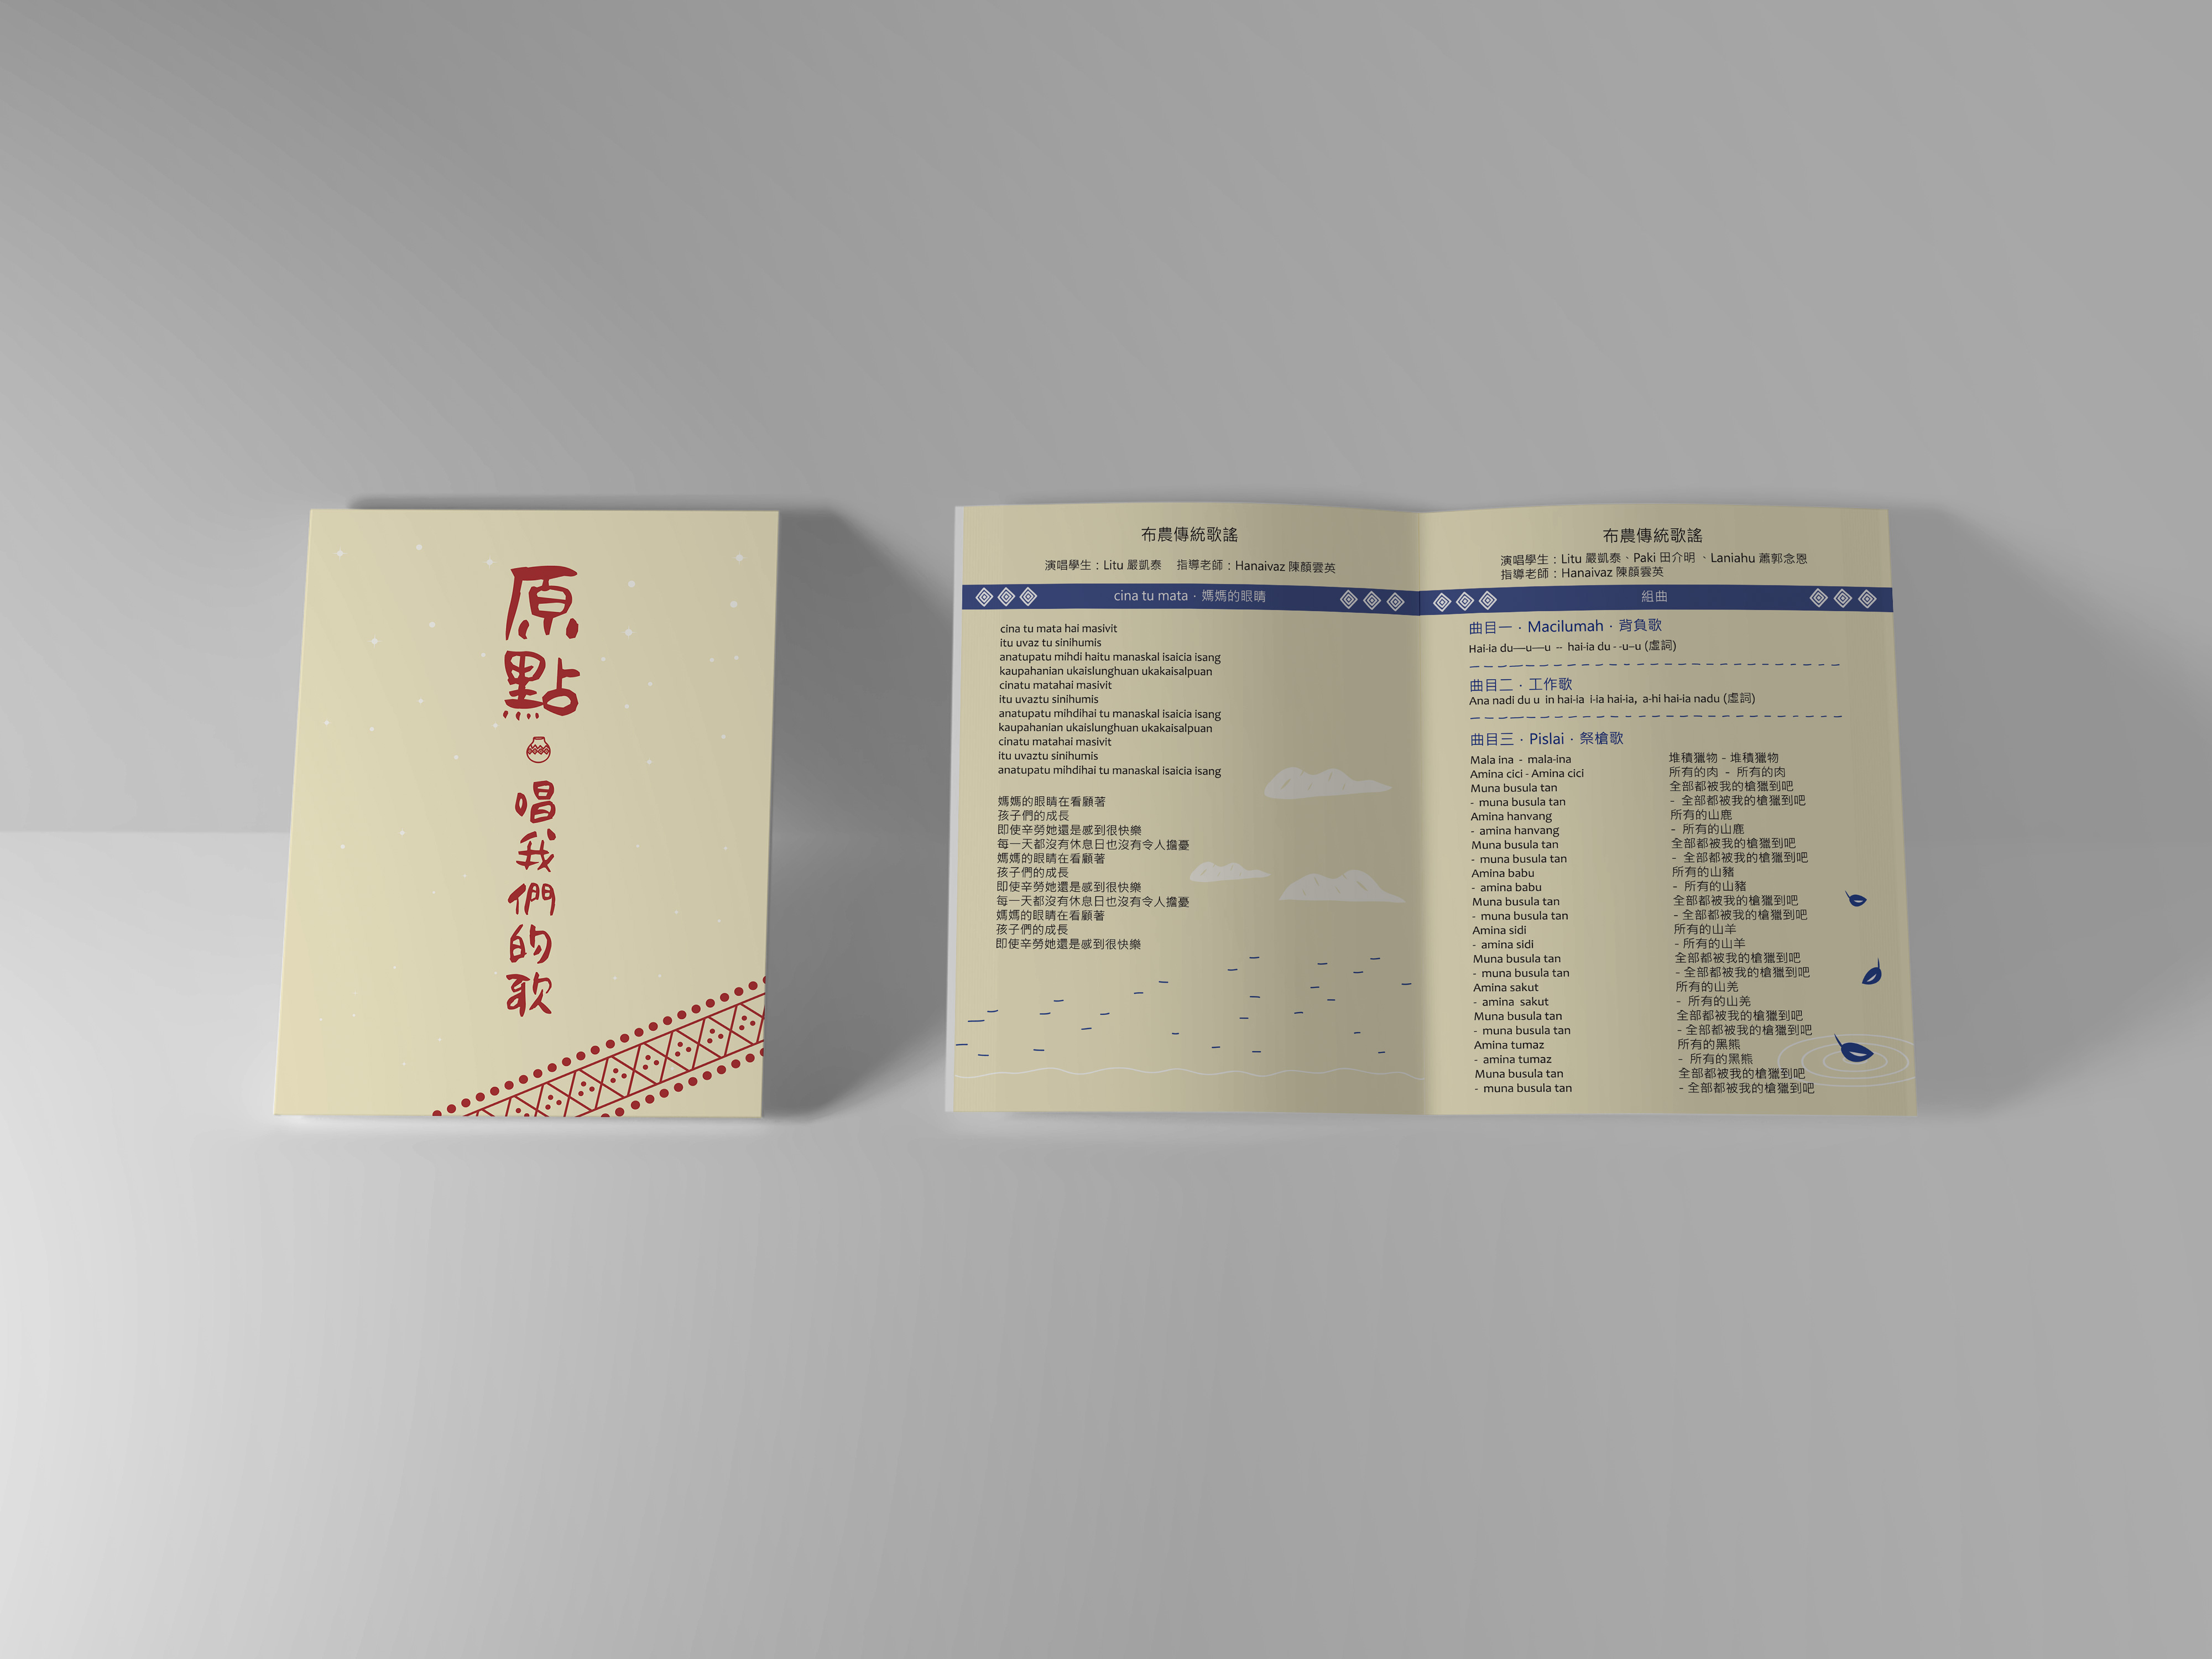 原點
唱我們的歌
布農傳統歌謠
演唱學生：Litu 嚴凱泰　指導老師：Hanaivaz 陳顏雲英
cina tu mata · 媽媽的眼睛
cina tu mata hai masivit
itu uvaz tu sinihumis
anatupatu mihdi haitu manaskal isaicia isang
kaupahanian ukaislunghuan ukakaisalpuan
cinatu matahai masivit
itu uvaztu sinihumis
anatupatu mihdihai tu manaskal isaicia isang
kaupahanian ukaislunghuan ukakaisalpuan
cinatu matahai masivit
itu uvaztu sinihumis
anatupatu mihdihai tu manaskal isaicia isang
媽媽的眼睛在看顧著
孩子們的成長
即使辛勞她還是感到很快樂
每一天都沒有休息日也沒有令人擔憂
媽媽的眼睛在看顧著
孩子們的成長
即使辛勞她還是感到很快樂
每一天都沒有休息日也沒有令人擔憂
媽媽的眼睛在看顧著
孩子們的成長
即使辛勞她還是感到很快樂
布農傳統歌謠
演唱學生：Litu 嚴凱泰、Paki 田介明 、Laniahu 蕭郭念恩
指導老師：Hanaivaz 陳顏雲英
組曲
曲目一 · Macilumah · 背負歌
Hai-ia du—u—u -- hai-ia du - -u–u (虛詞)
曲目二 · 工作歌
Ana nadi du u in hai-ia i-ia hai-ia, a-hi hai-ia nadu (虛詞)
曲目三 · Pislai · 祭槍歌
Mala ina - mala-ina 堆積獵物 - 堆積獵物
Amina cici - Amina cici 所有的肉 - 所有的肉
Muna busula tan 全部都被我的槍獵到吧
- muna busula tan - 全部都被我的槍獵到吧
Amina hanvang 所有的山鹿
- amina hanvang - 所有的山鹿
Muna busula tan 全部都被我的槍獵到吧
- muna busula tan - 全部都被我的槍獵到吧
Amina babu 所有的山豬
- amina babu - 所有的山豬
Muna busula tan 全部都被我的槍獵到吧
- muna busula tan - 全部都被我的槍獵到吧
Amina sidi 所有的山羊
- amina sidi - 所有的山羊
Muna busula tan 全部都被我的槍獵到吧
- muna busula tan - 全部都被我的槍獵到吧
Amina sakut 所有的山羌
- amina sakut - 所有的山羌
Muna busula tan 全部都被我的槍獵到吧
- muna busula tan - 全部都被我的槍獵到吧
Amina tumaz 所有的黑熊
- amina tumaz - 所有的黑熊
Muna busula tan 全部都被我的槍獵到吧
- muna busula tan - 全部都被我的槍獵到吧